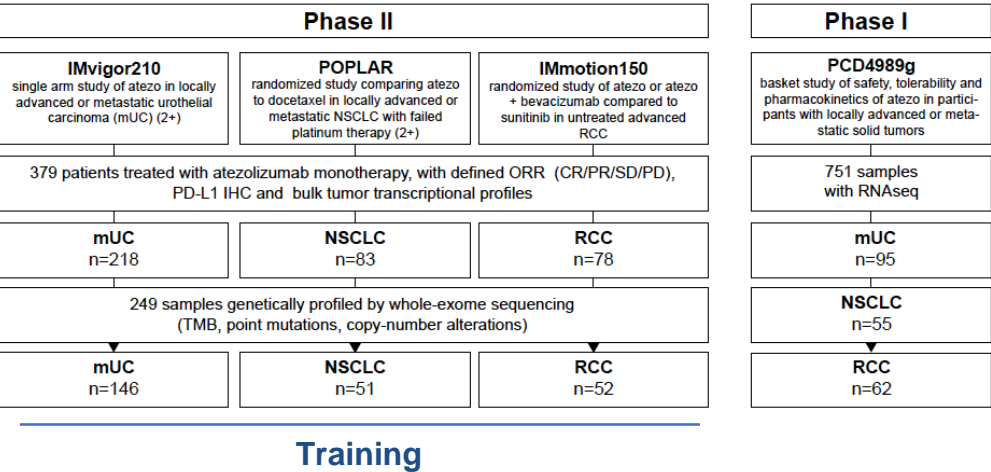 Phase II
IMvigor210
single arm study of atezo in locally
advanced or metastatic urothelial
carcinoma (mUC) (2+)
POPLAR
randomized study comparing atezo
to docetaxel in locally advanced or
metastatic NSCLC with failed
platinum therapy (2+)
IMmotion150
randomized study of atezo or atezo
+ bevacizumab compared to
sunitinib in untreated advanced
RCC
379 patients treated with atezolizumab monotherapy, with defined ORR (CR/PR/SD/PD),
PD-L1 IHC and bulk tumor transcriptional profiles
mUC
n=218
NSCLC
n=83
RCC
n=78
249 samples genetically profiled by whole-exome sequencing
(TMB, point mutations, copy-number alterations)
mUC
n=146
NSCLC
n=51
RCC
n=52
Training
Phase I
PCD4989g
basket study of safety, tolerability and
pharmacokinetics of atezo in partici-
pants with locally advanced or meta-
static solid tumors
751 samples
with RNAseq
mUC
n=95
NSCLC
n=55
RCC
n=62